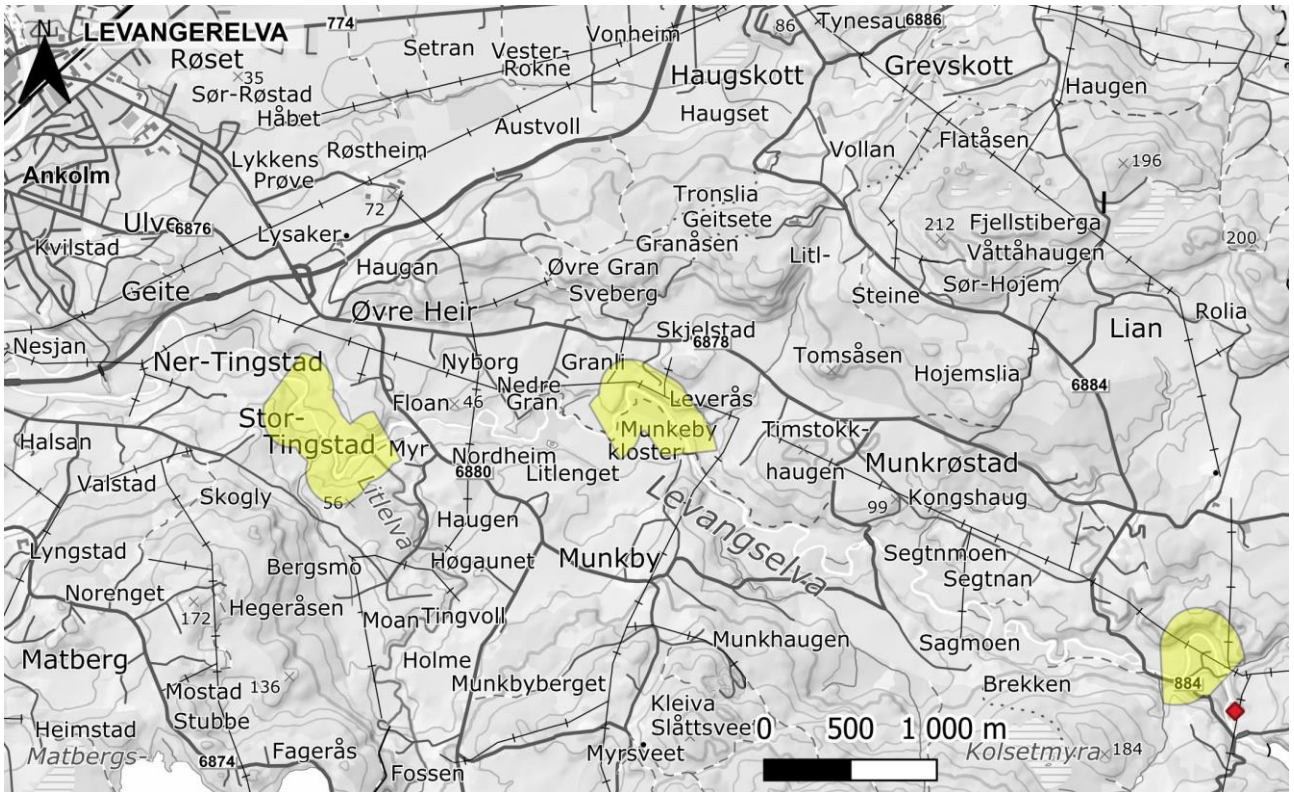 N
LEVANGERELVA
774
Vonheim
86
Tynesau
6886
Røset
Setran
Vester-
Rokne
Haugskott
Grevskott
35
Sør-Røstad
Haugen
Håbet
Haugset
Austvoll
Flatåsen
Lykkens
Prøve
Røstheim
Vollan
196
Ankolm
72
Tronslia
Geitsete
Ulve
6876
Lysaker
212
Fjellstiberga
200
Kvilstad
Granåsen
Litl-
Våttåhaugen
Haugan
Øvre Gran
Sør-Hojem
Geite
Sveberg
Steine
Øvre Heir
Rolia
Skjelstad
6878
Lian
Nesjan
Ner-Tingstad
Nyborg
Granli
Tomsåsen
Hojemslia
6884
Nedre
Gran
Floan
46
Leverås
Stor-
Tingstad
Halsan
Myr
Munkeby
kloster
Timstokk-
haugen
Nordheim
6880
Litlenget
Munkrøstad
Valstad
Skogly
56
Litlelva
Levangselva
99
Kongshaug
Haugen
Lyngstad
Høgaunet
Munkby
Segtnmoen
Bergsmo
Segtnan
Norenget
172
Hegeråsen
Moan
Tingvoll
Munkhaugen
Sagmoen
Matberg
Holme
Mostad
136
Munkbyberget
Brekken
884
Stubbe
Kleiva
Slåttsvee
0
500
1 000 m
Heimstad
Matbergs-
Fagerås
Myrsveet
Kolsetmyra
184
6874
Fossen